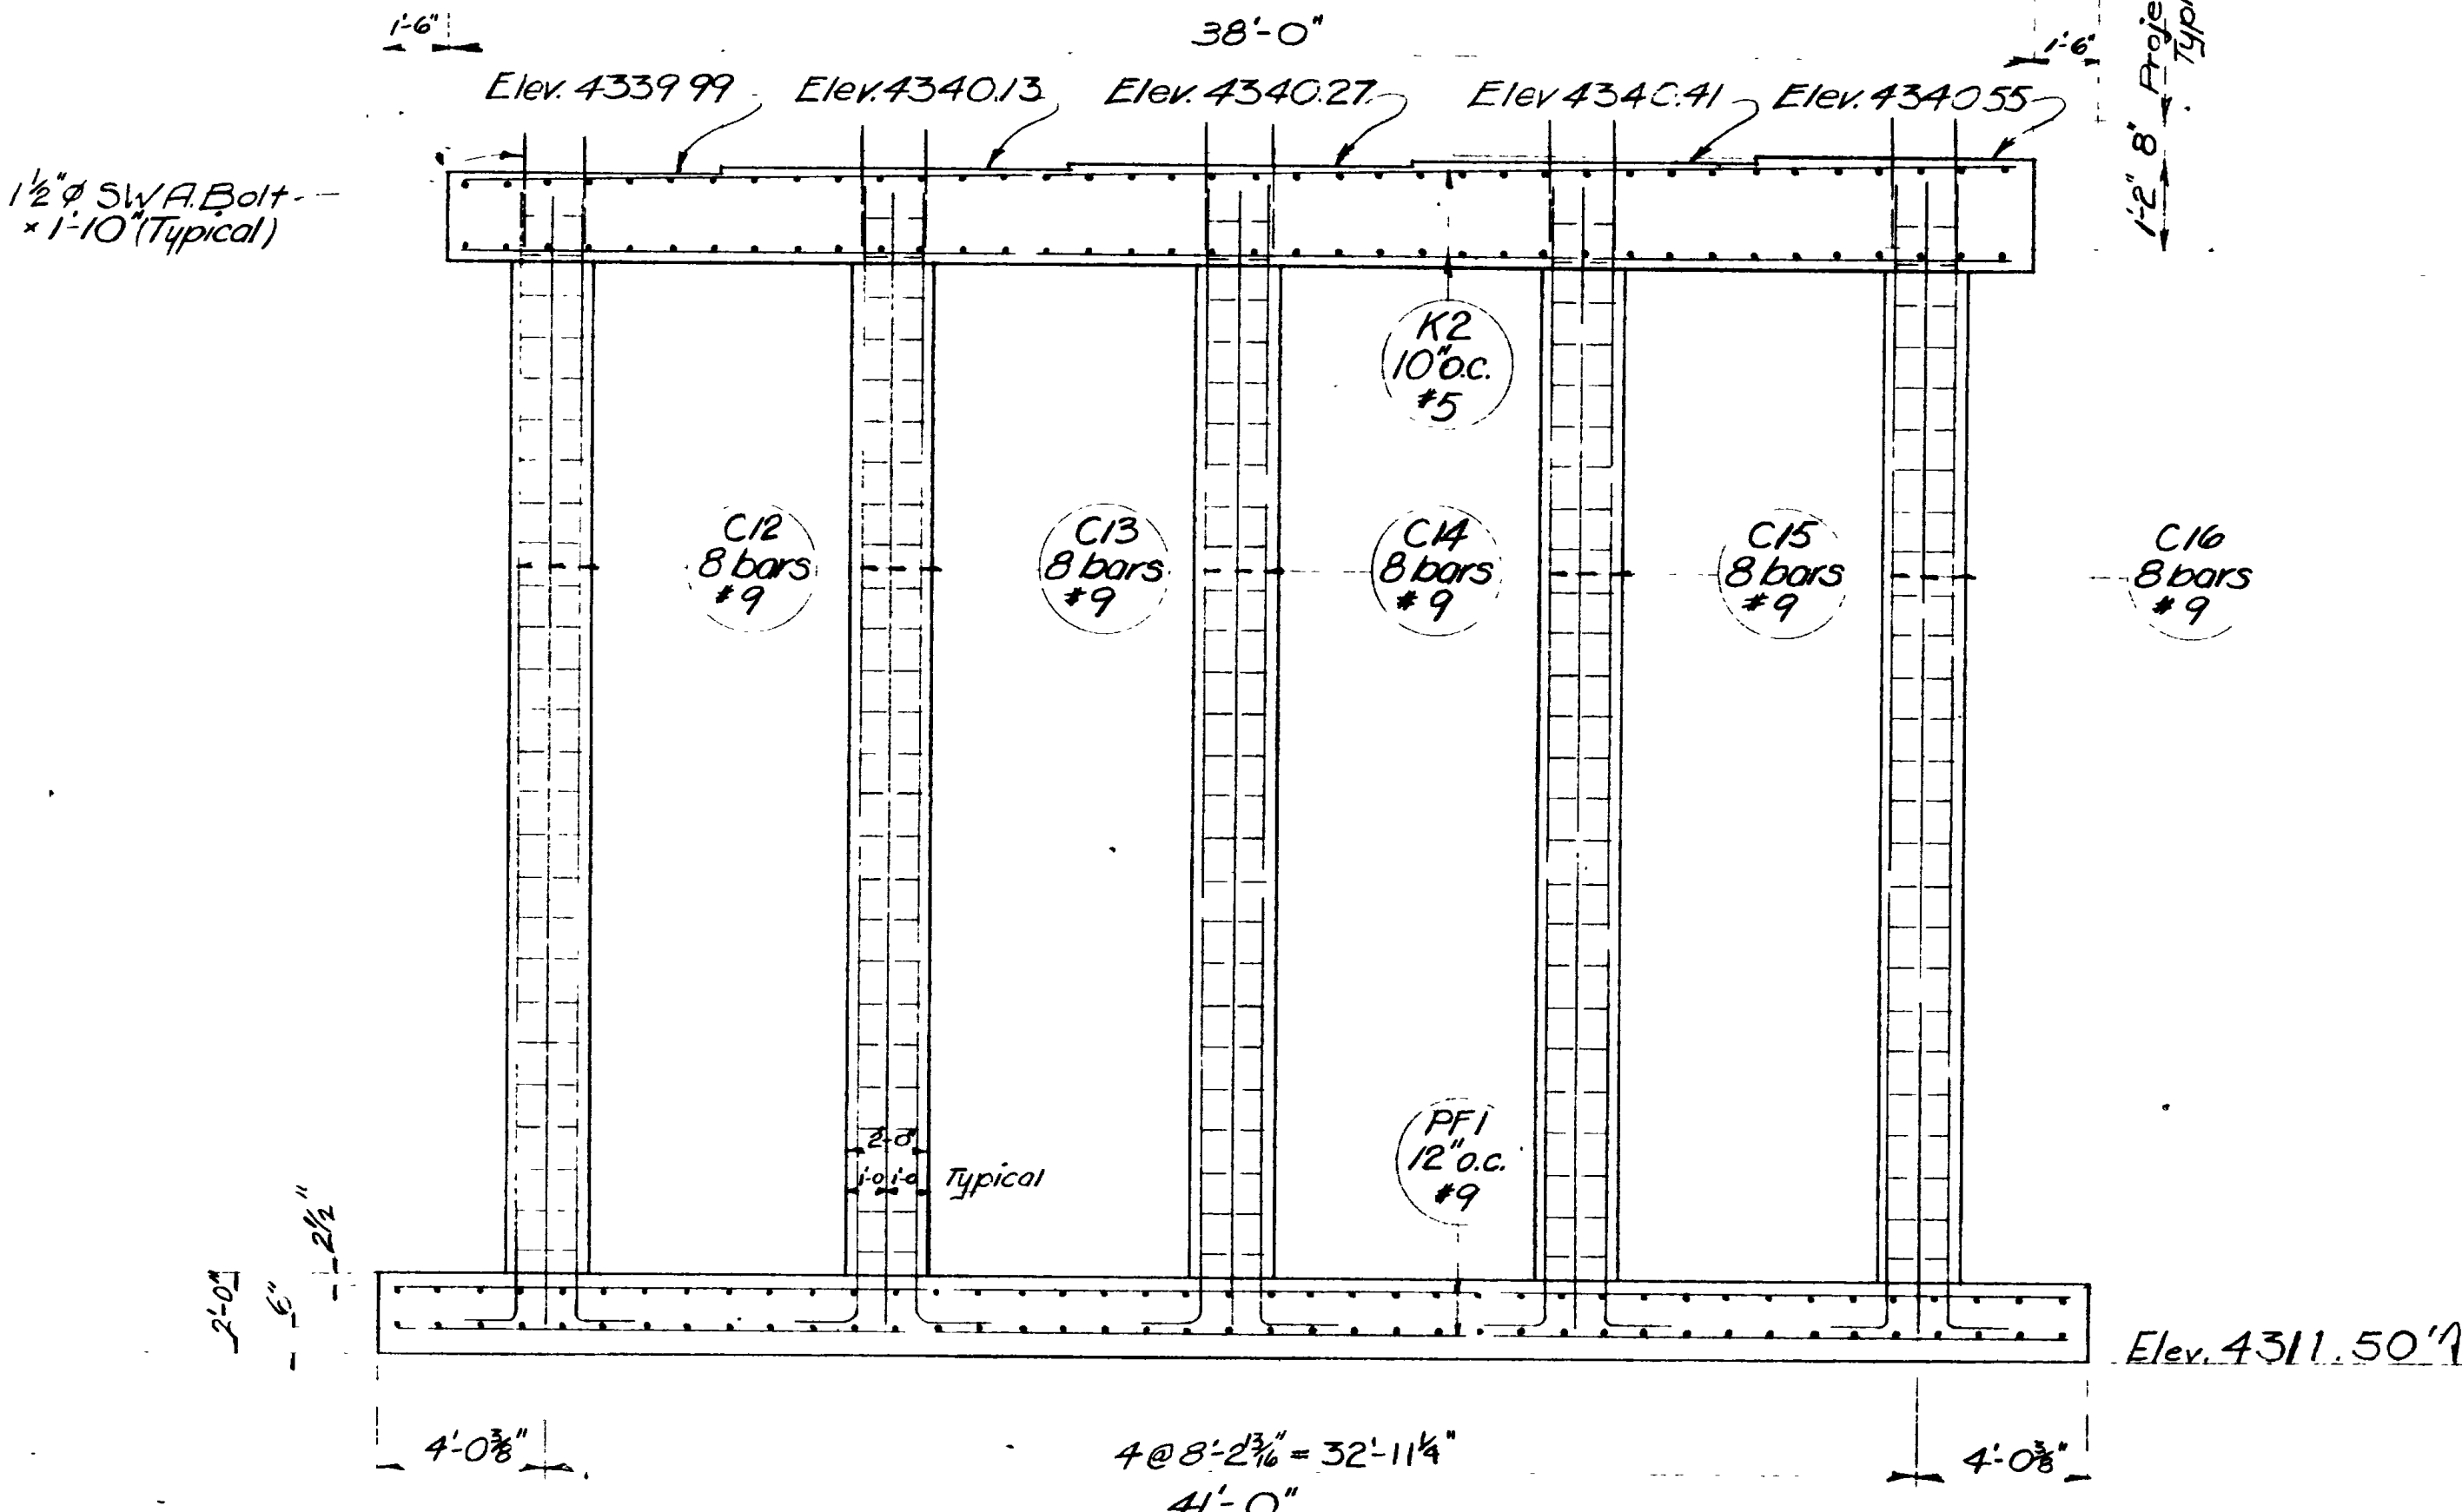 1'-6"
38'-0"
1'-6"
Elev. 4339 99
Elev. 4340.13
Elev. 4340.27
Elev 4340.41
Elev. 4340 55
1'-2"
8"
1½"ø SW A. Bolt
× 1'-10" (Typical)
K2
10" o.c.
#5
C12
8 bars
#9
C13
8 bars
#9
C14
8 bars
#9
C15
8 bars
#9
C16
8 bars
#9
2'-0"
1'-0 1'-0 Typical
PF1
12" o.c.
#9
2½"
2'-0"
6"
Elev. 4311.50'
4'-0⅜"
4 @ 8'-2 13/16" = 32'-11¼"
4'-0⅜"
41'-0"